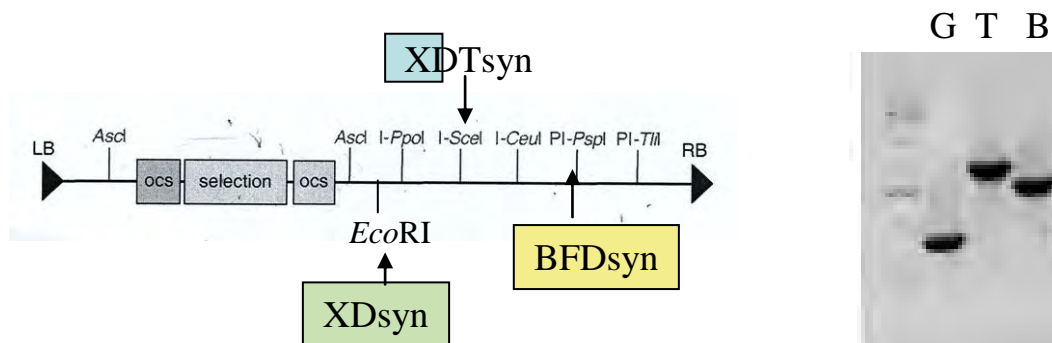 G T B
XDTsyn
LB
AscI
AscI I-PpoI I-SceI I-CeuI PI-PspI PI-TliI
RB
ocs selection ocs
EcoRI
BFDsyn
XDsyn